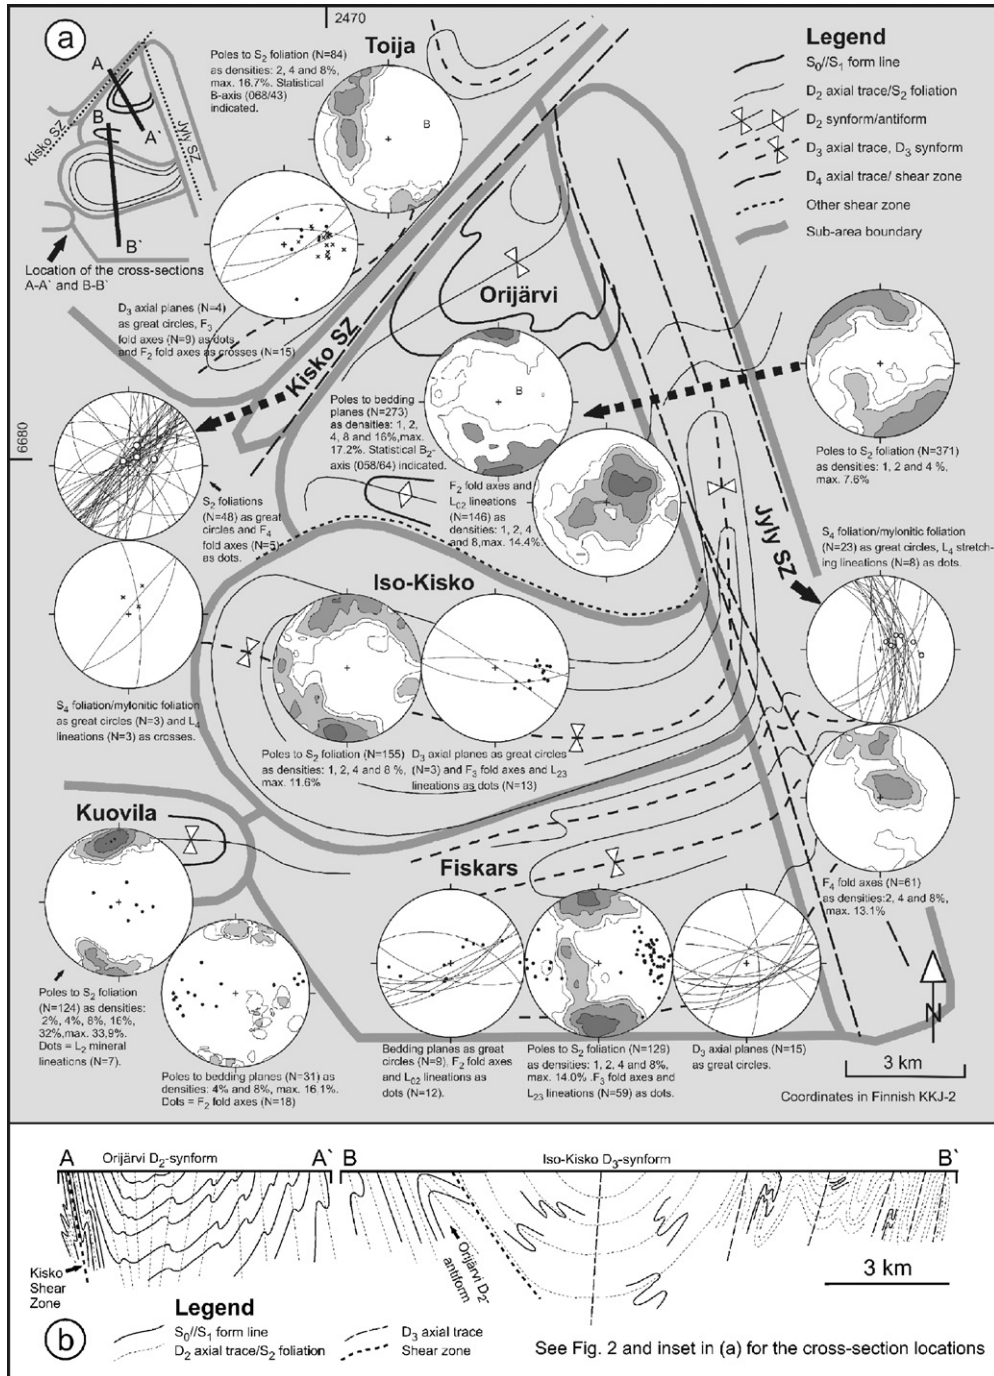 2470
a
A
A`
B
B`
Kisko SZ
Jyly SZ
Location of the cross-sections
A-A` and B-B`
Toija
Poles to S2 foliation (N=84)
as densities: 2, 4 and 8%,
max. 16.7%. Statistical
B-axis (068/43)
indicated.
B
D3 axial planes (N=4)
as great circles, F3
fold axes (N=9) as dots
and F2 fold axes as crosses (N=15)
Legend
S0//S1 form line
D2 axial trace/S2 foliation
D2 synform/antiform
D3 axial trace, D3 synform
D4 axial trace/ shear zone
Other shear zone
Sub-area boundary
Orijärvi
Kisko SZ
Poles to bedding
planes (N=273)
as densities: 1, 2,
4, 8 and 16%,max.
17.2%. Statistical B2-
axis (058/64) indicated.
B
F2 fold axes and
L02 lineations
(N=146) as
densities: 1, 2, 4
and 8,max. 14.4%.
Poles to S2 foliation (N=371)
as densities: 1, 2 and 4 %,
max. 7.6%
6680
S2 foliations
(N=48) as great
circles and F4
fold axes (N=5)
as dots.
Jyly SZ
S4 foliation/mylonitic foliation
(N=23) as great circles, L4 stretch-
ing lineations (N=8) as dots.
S4 foliation/mylonitic foliation
as great circles (N=3) and L4
lineations (N=3) as crosses.
Iso-Kisko
Poles to S2 foliation (N=155)
as densities: 1, 2, 4 and 8 %,
max. 11.6%
D3 axial planes as great circles
(N=3) and F3 fold axes and L23
lineations as dots (N=13)
F4 fold axes (N=61)
as densities:2, 4 and 8%,
max. 13.1%
Kuovila
Poles to S2 foliation
(N=124) as densities:
2%, 4%, 8%, 16%,
32%,max. 33.9%.
Dots = L2 mineral
lineations (N=7).
Poles to bedding planes (N=31) as
densities: 4% and 8%, max. 16.1%.
Dots = F2 fold axes (N=18)
Fiskars
Bedding planes as great
circles (N=9), F2 fold axes
and L02 lineations as
dots (N=12).
Poles to S2 foliation (N=129)
as densities: 1, 2, 4 and 8%,
max. 14.0% .F3 fold axes and
L23 lineations (N=59) as dots.
D3 axial planes (N=15)
as great circles.
N
3 km
Coordinates in Finnish KKJ-2
A
Orijärvi D2-synform
A`
B
Iso-Kisko D3-synform
B`
Kisko
Shear
Zone
Orijärvi D2-
antiform
3 km
Legend
b
S0//S1 form line
D2 axial trace/S2 foliation
D3 axial trace
Shear zone
See Fig. 2 and inset in (a) for the cross-section locations